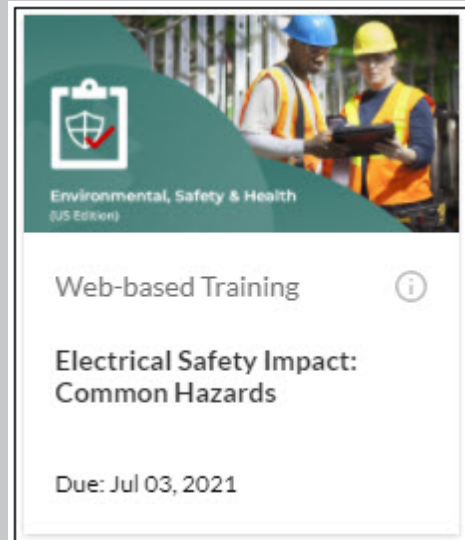 Environmental, Safety & Health
(US Edition)
Web-based Training
Electrical Safety Impact:
Common Hazards
Due: Jul 03, 2021